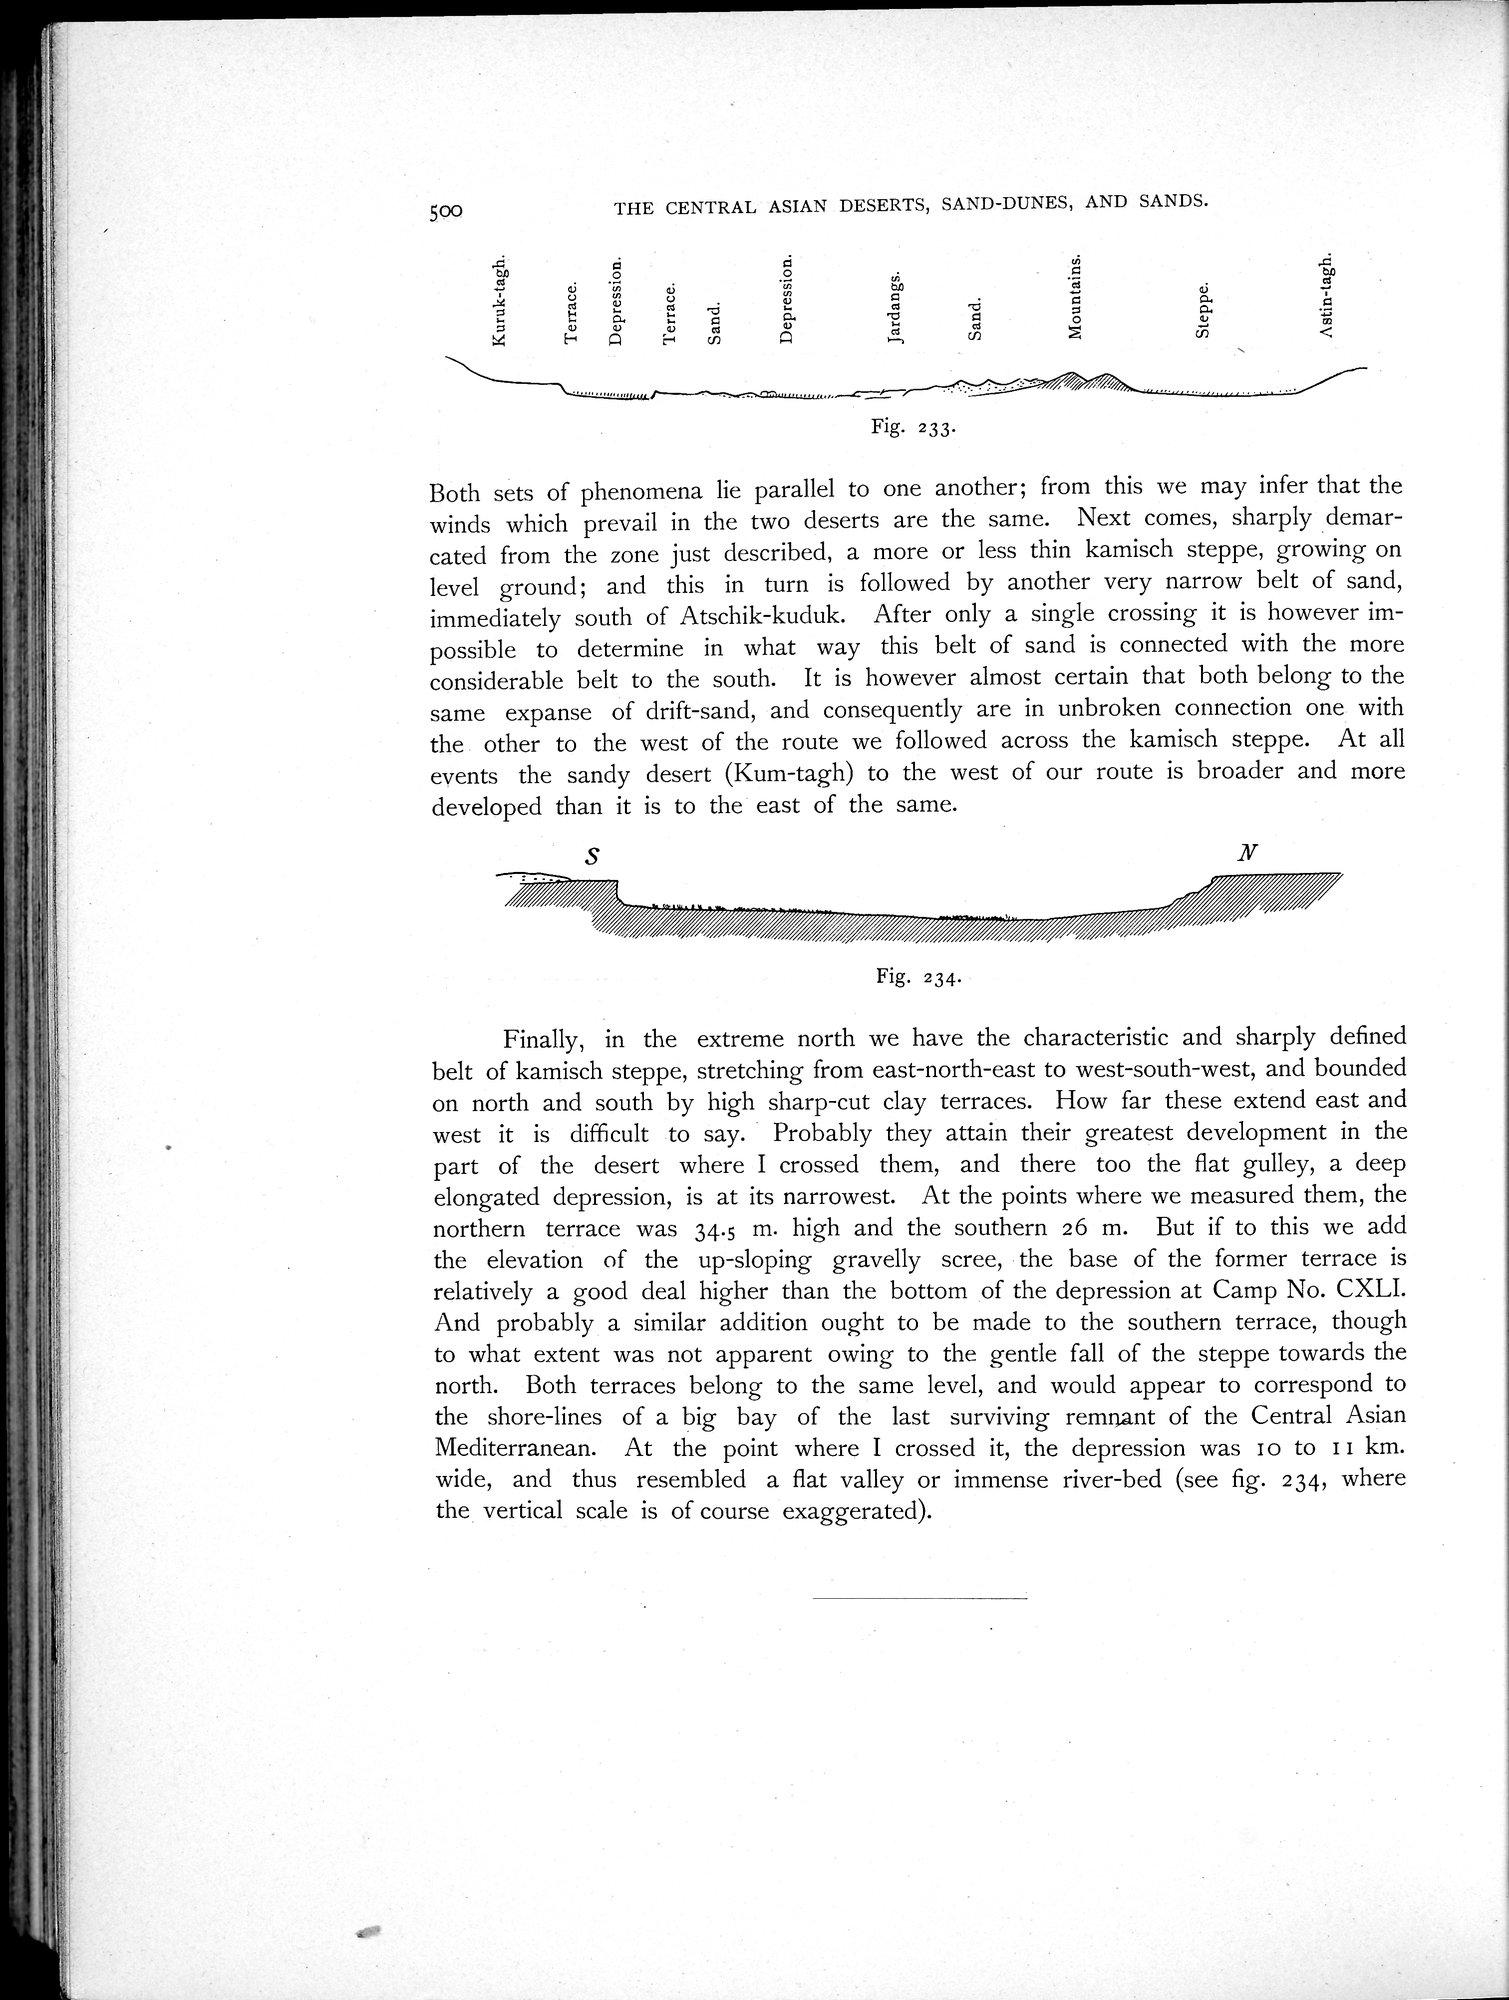 500
THE CENTRAL ASIAN DESERTS, SAND-DUNES, AND SANDS.
Kuruk-tagh.
Terrace.
Depression.
Terrace.
Sand.
Depression.
Jardangs.
Sand.
Mountains.
Steppe.
Astin-tagh.
Fig. 233.
Both sets of phenomena lie parallel to one another; from this we may infer that the
winds which prevail in the two deserts are the same. Next comes, sharply demar-
cated from the zone just described, a more or less thin kamisch steppe, growing on
level ground; and this in turn is followed by another very narrow belt of sand,
immediately south of Atschik-kuduk. After only a single crossing it is however im-
possible to determine in what way this belt of sand is connected with the more
considerable belt to the south. It is however almost certain that both belong to the
same expanse of drift-sand, and consequently are in unbroken connection one with
the other to the west of the route we followed across the kamisch steppe. At all
events the sandy desert (Kum-tagh) to the west of our route is broader and more
developed than it is to the east of the same.
S
N
Fig. 234.
Finally, in the extreme north we have the characteristic and sharply defined
belt of kamisch steppe, stretching from east-north-east to west-south-west, and bounded
on north and south by high sharp-cut clay terraces. How far these extend east and
west it is difficult to say. Probably they attain their greatest development in the
part of the desert where I crossed them, and there too the flat gulley, a deep
elongated depression, is at its narrowest. At the points where we measured them, the
northern terrace was 34.5 m. high and the southern 26 m. But if to this we add
the elevation of the up-sloping gravelly scree, the base of the former terrace is
relatively a good deal higher than the bottom of the depression at Camp No. CXLI.
And probably a similar addition ought to be made to the southern terrace, though
to what extent was not apparent owing to the gentle fall of the steppe towards the
north. Both terraces belong to the same level, and would appear to correspond to
the shore-lines of a big bay of the last surviving remnant of the Central Asian
Mediterranean. At the point where I crossed it, the depression was 10 to 11 km.
wide, and thus resembled a flat valley or immense river-bed (see fig. 234, where
the vertical scale is of course exaggerated).